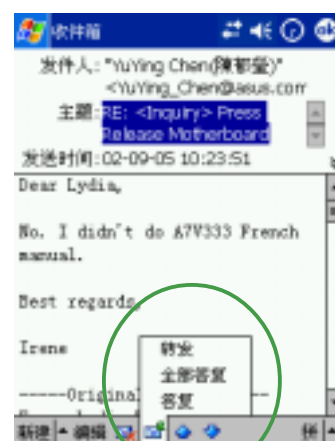 收件箱
发件人: "YuYing Chen(陳郁瑩)"
<YuYing_Chen@asus.com
主题: RE: <Inquiry> Press
Release Motherboard
发送时间: 02-09-05 10:23:51
Dear Lydia,
No. I didn't do A7V333 French
manual.
Best regards,
Irene
-----Original
转发
全部答复
答复
新建 编辑
拼